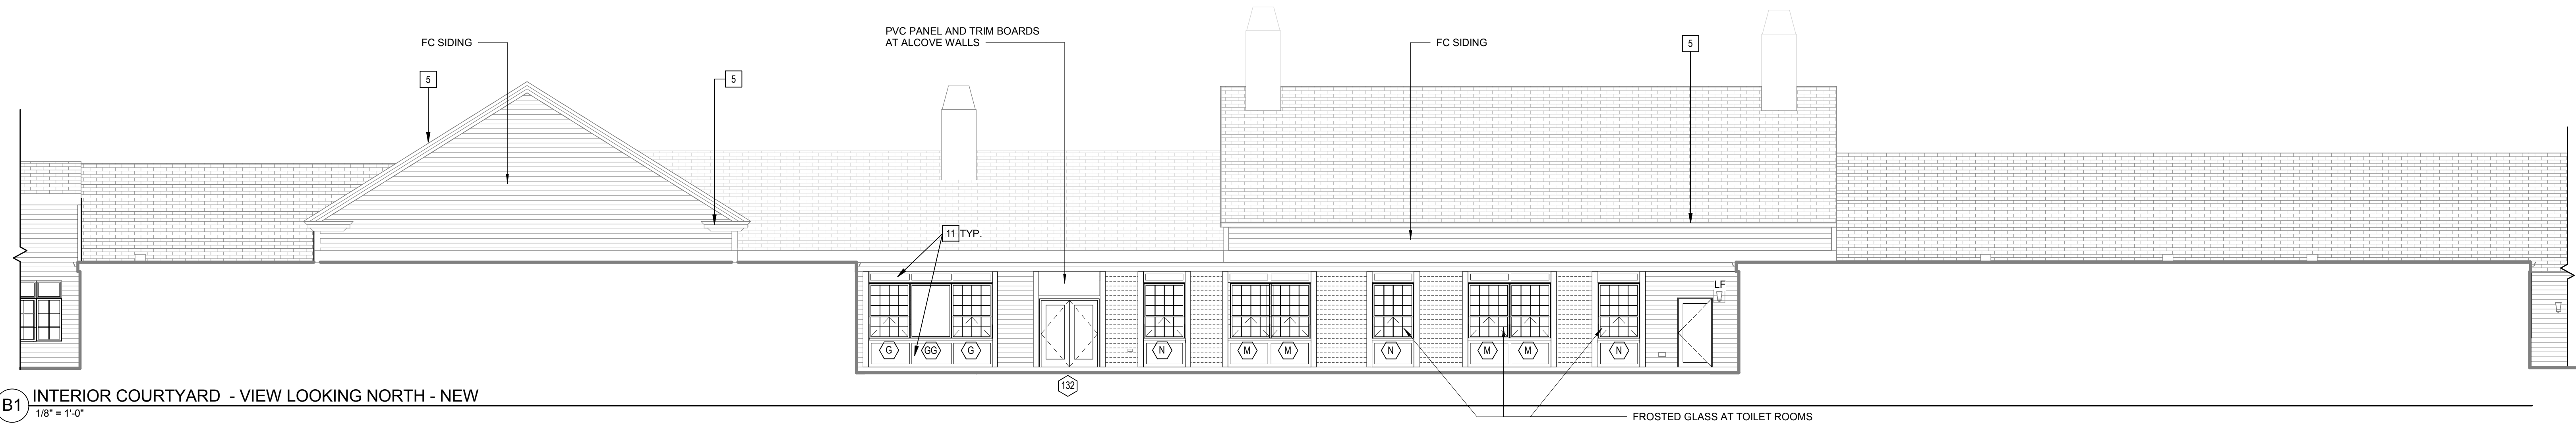 PVC PANEL AND TRIM BOARDS
AT ALCOVE WALLS
FC SIDING
FC SIDING
5
5
5
11 TYP.
LF
G GG G N M M N M M N
132
B1 INTERIOR COURTYARD - VIEW LOOKING NORTH - NEW
1/8" = 1'-0"
FROSTED GLASS AT TOILET ROOMS